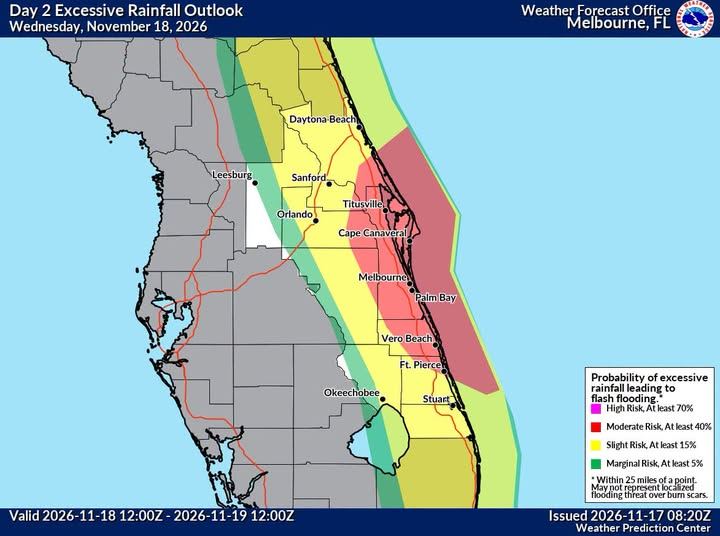 Day 2 Excessive Rainfall Outlook
Wednesday, November 18, 2026
Weather Forecast Office
Melbourne, FL
Daytona Beach
Leesburg
Sanford
Titusville
Orlando
Cape Canaveral
Melbourne
Palm Bay
Vero Beach
Ft. Pierce
Okeechobee
Stuart
Probability of excessive
rainfall leading to
flash flooding.*
High Risk, At least 70%
Moderate Risk, At least 40%
Slight Risk, At least 15%
Marginal Risk, At least 5%
* Within 25 miles of a point.
May not represent localized
flooding threat over burn scars.
Valid 2026-11-18 12:00Z - 2026-11-19 12:00Z
Issued 2026-11-17 08:20Z
Weather Prediction Center